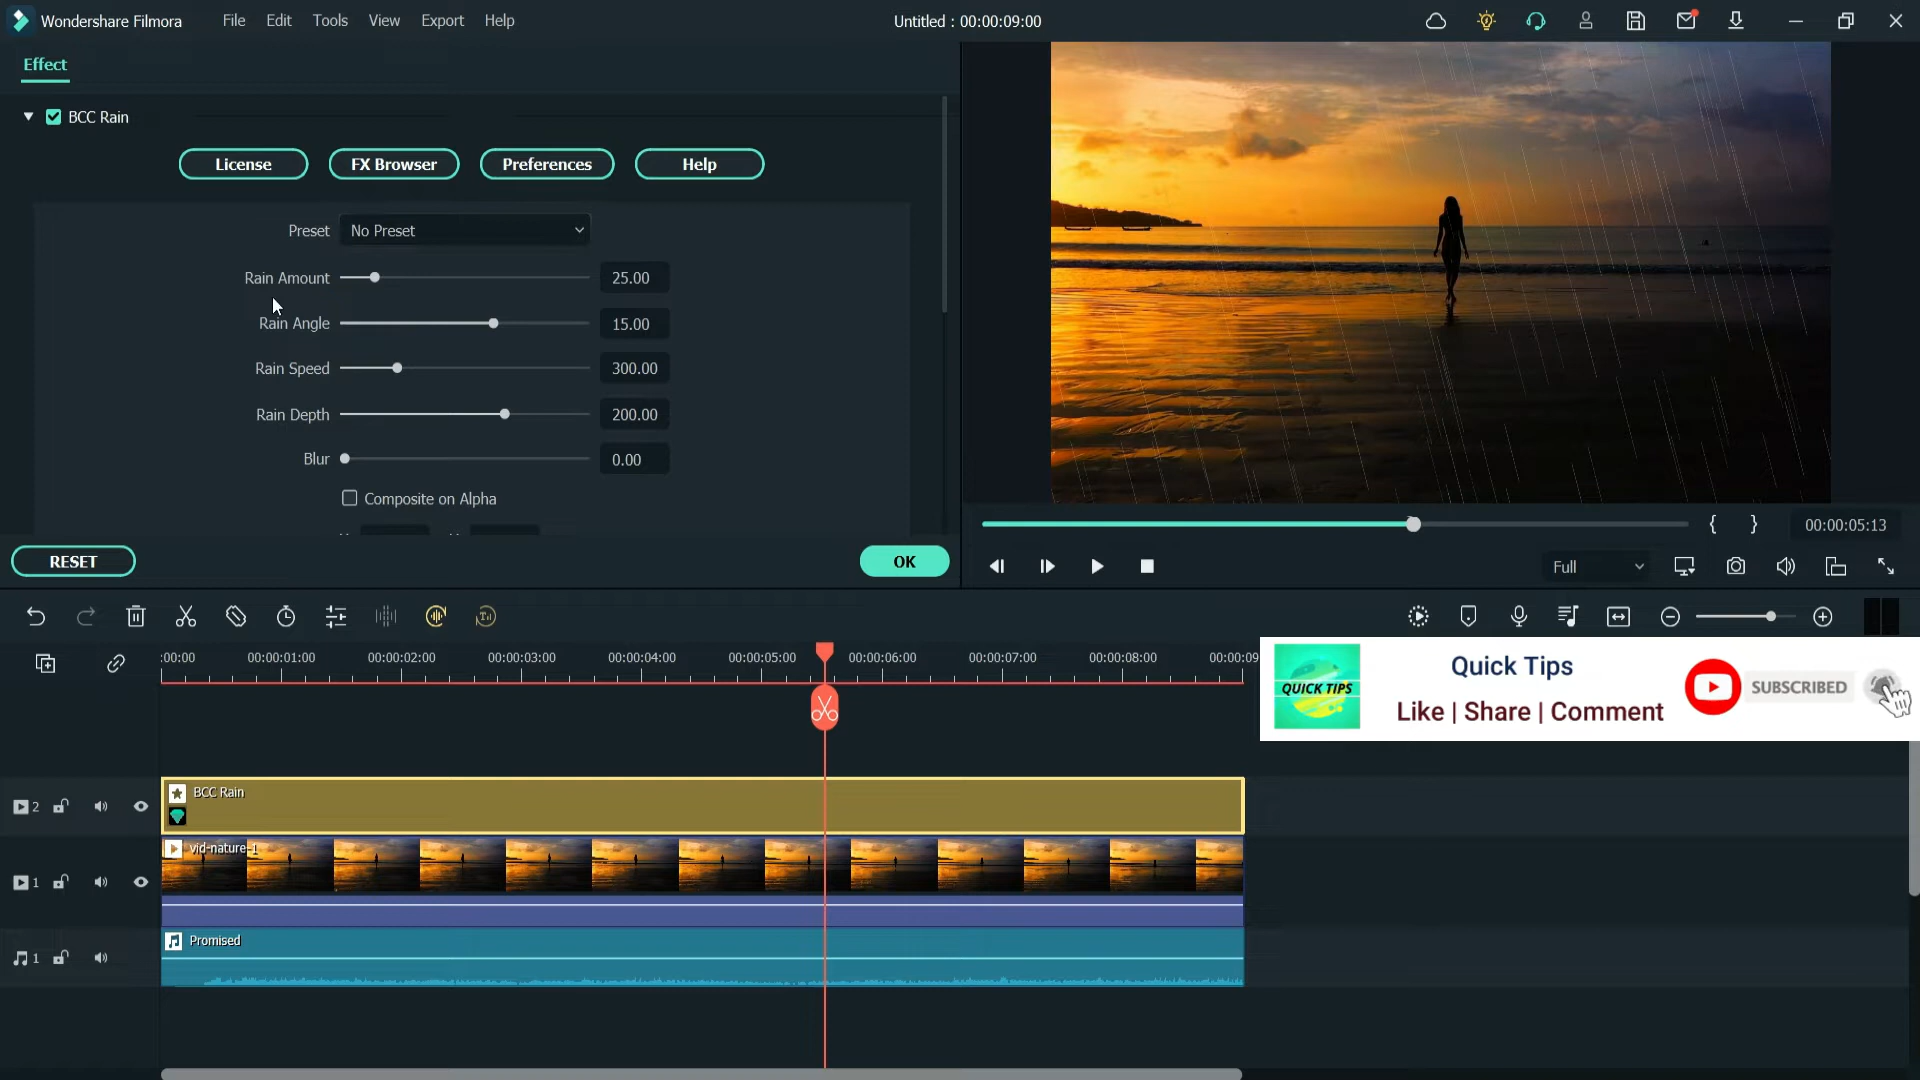 Wondershare Filmora File Edit Tools View Export Help Untitled : 00:00:09:00
Effect
BCC Rain
License FX Browser Preferences Help
Preset No Preset
Rain Amount 25.00
Rain Angle 15.00
Rain Speed 300.00
Rain Depth 200.00
Blur 0.00
Composite on Alpha
RESET OK
{ } 00:00:05:13
Full
:00:00 00:00:01:00 00:00:02:00 00:00:03:00 00:00:04:00 00:00:05:00 00:00:06:00 00:00:07:00 00:00:08:00 00:00:09
QUICK TIPS
Quick Tips
Like | Share | Comment
SUBSCRIBED
2 BCC Rain
vid-nature-1
1
Promised
1